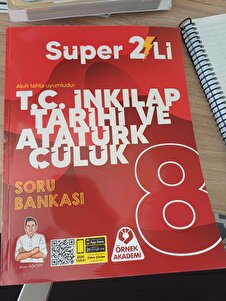 Super 2'Li
Akıllı tahta uyumludur
T.C. İNKILAP
TARİHİ VE
ATATÜRK
ÇÜLÜK
SORU
BANKASI
8
ÖRNEK
AKADEMİ